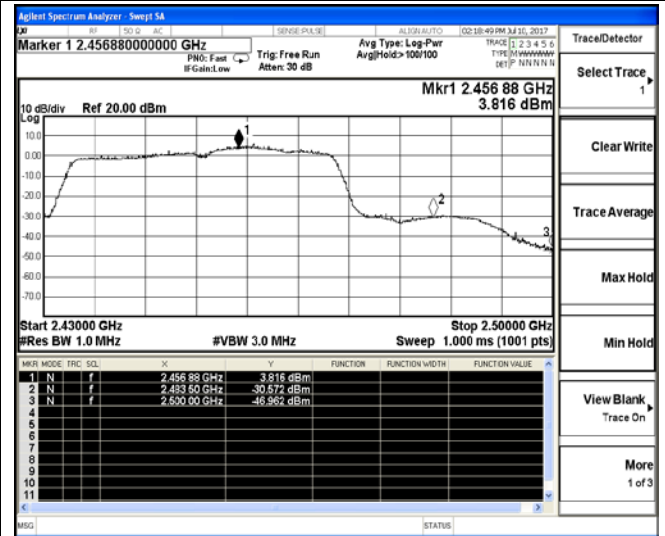 Agilent Spectrum Analyzer - Swept SA
RF 50 Ω AC SENSE:PULSE ALIGN AUTO 02:18:49 PM Jul 10, 2017
Marker 1 2.456880000000 GHz
PNO: Fast
IFGain:Low
Trig: Free Run
Atten: 30 dB
Avg Type: Log-Pwr
Avg|Hold:> 100/100
TRACE 1 2 3 4 5 6
TYPE MWWWWW
DET P NNNNN
Trace/Detector
Select Trace
1
Clear Write
Trace Average
Max Hold
Min Hold
View Blank
Trace On
More
1 of 3
Mkr1 2.456 88 GHz
3.816 dBm
10 dB/div Ref 20.00 dBm
Log
10.0
0.00
-10.0
-20.0
-30.0
-40.0
-50.0
-60.0
-70.0
1
2
3
Start 2.43000 GHz Stop 2.50000 GHz
#Res BW 1.0 MHz #VBW 3.0 MHz Sweep 1.000 ms (1001 pts)
MKR MODE TRC SCL X Y FUNCTION FUNCTION WIDTH FUNCTION VALUE
1 N f 2.456 88 GHz 3.816 dBm
2 N f 2.483 50 GHz -30.572 dBm
3 N f 2.500 00 GHz -46.962 dBm
4
5
6
7
8
9
10
11
MSG STATUS